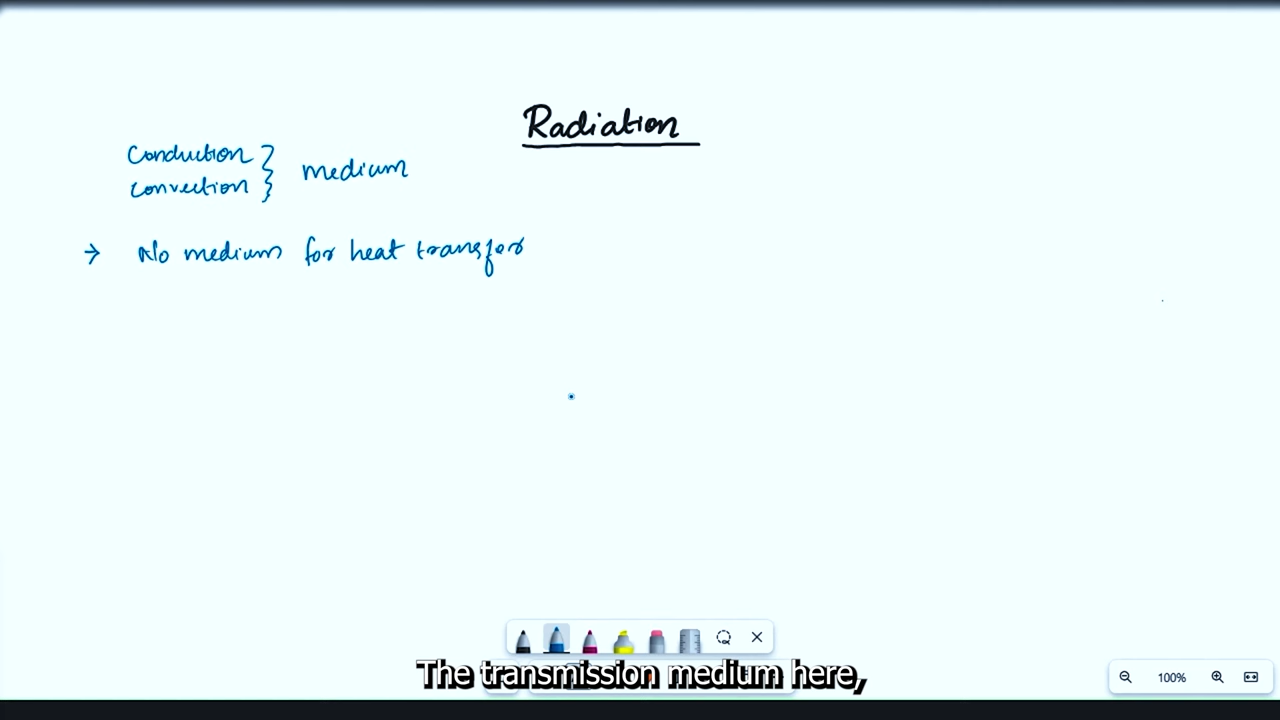 Radiation
Conduction
Convection } medium
→ No medium for heat transfer
The transmission medium here,
100%